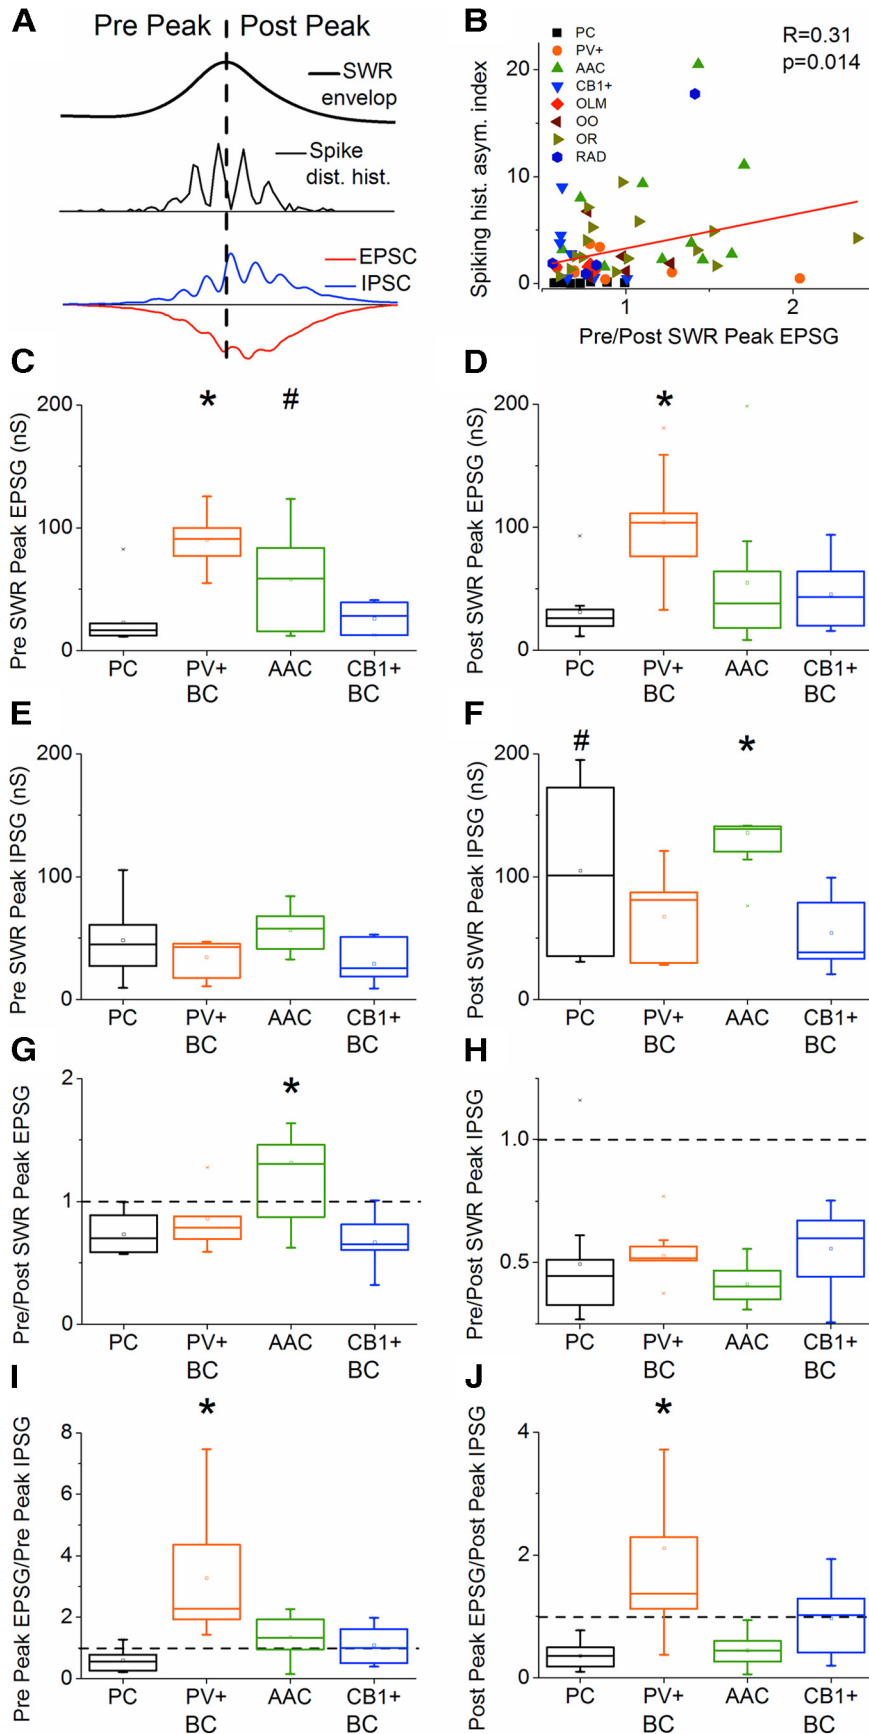 A
Pre Peak
Post Peak
SWR
envelop
Spike
dist. hist.
EPSC
IPSC
B
PC
PV+
AAC
CB1+
OLM
OO
OR
RAD
R=0.31
p=0.014
Spiking hist. asym. index
20
10
0
1
2
Pre/Post SWR Peak EPSG
C
*
#
Pre SWR Peak EPSG (nS)
200
100
0
PC
PV+
BC
AAC
CB1+
BC
D
*
Post SWR Peak EPSG (nS)
200
100
0
PC
PV+
BC
AAC
CB1+
BC
E
Pre SWR Peak IPSG (nS)
200
100
0
PC
PV+
BC
AAC
CB1+
BC
F
#
*
Post SWR Peak IPSG (nS)
200
100
0
PC
PV+
BC
AAC
CB1+
BC
G
*
Pre/Post SWR Peak EPSG
2
1
0
PC
PV+
BC
AAC
CB1+
BC
H
Pre/Post SWR Peak IPSG
1.0
0.5
PC
PV+
BC
AAC
CB1+
BC
I
*
Pre Peak EPSG/Pre Peak IPSG
8
6
4
2
0
PC
PV+
BC
AAC
CB1+
BC
J
*
Post Peak EPSG/Post Peak IPSG
4
2
0
PC
PV+
BC
AAC
CB1+
BC